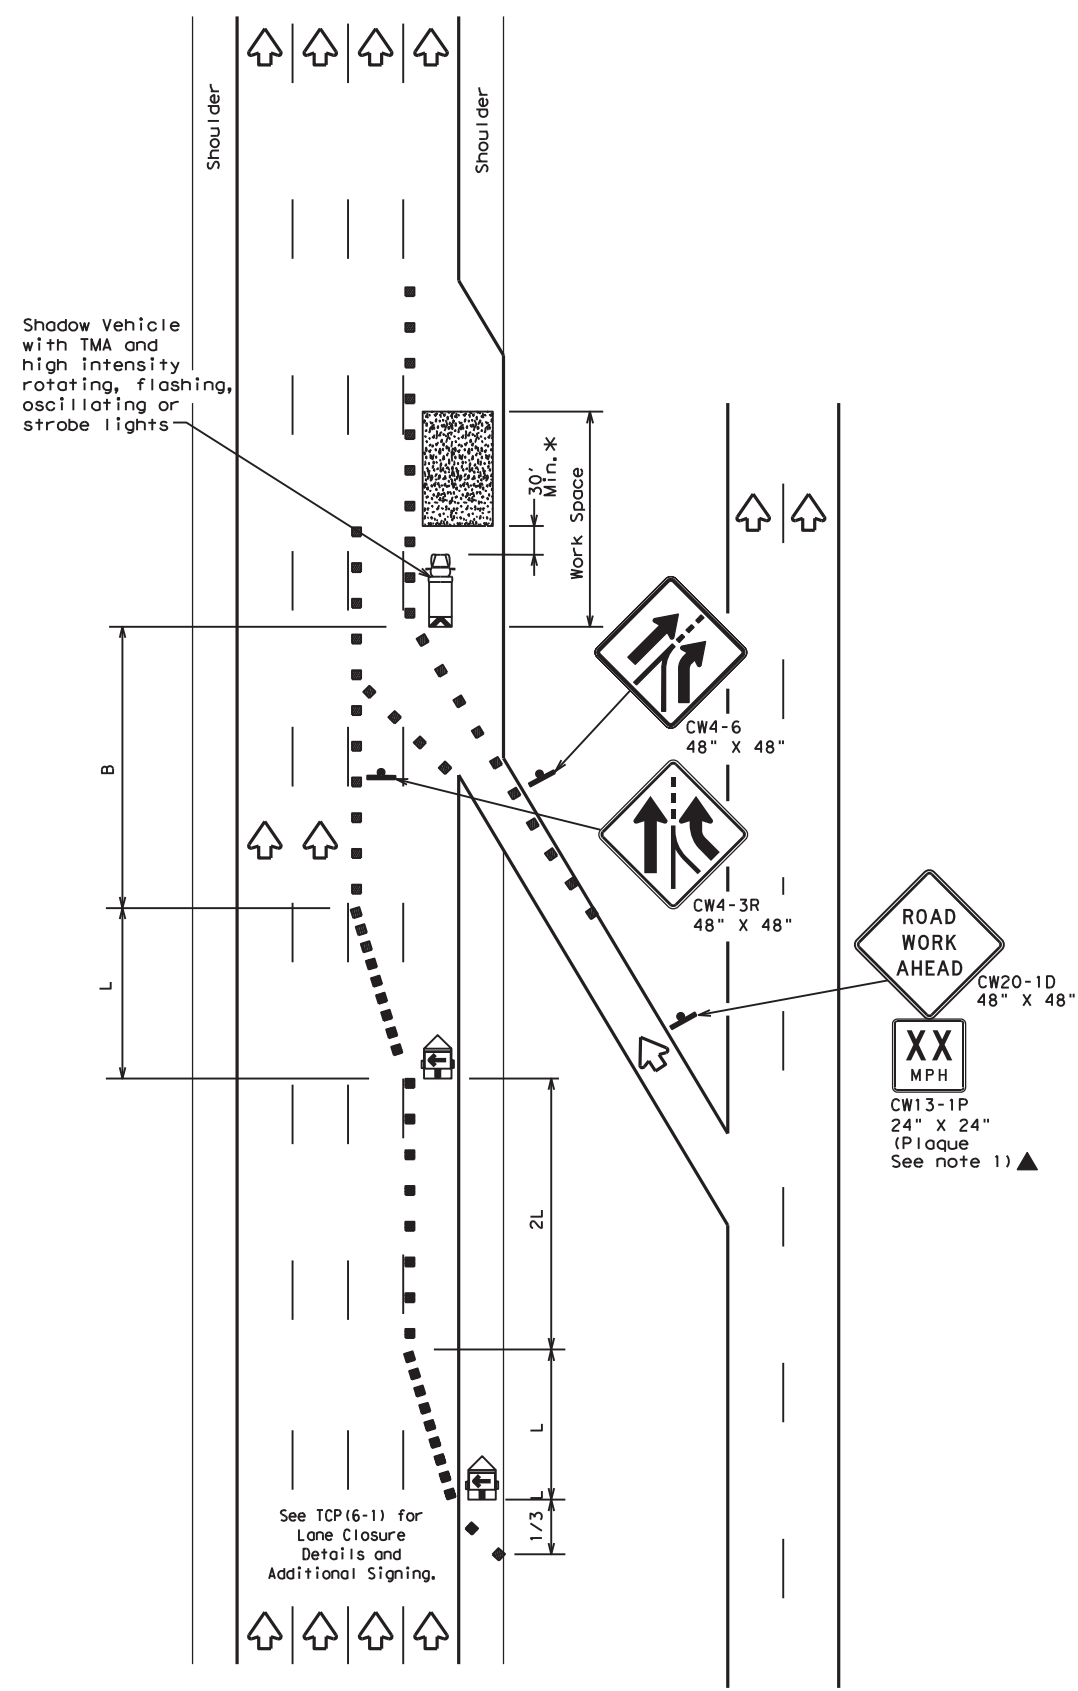 Shoulder
Shoulder
Shadow Vehicle
with TMA and
high intensity
rotating, flashing,
oscillating or
strobe lights
30'
Min.*
Work Space
CW4-6
48" X 48"
B
CW4-3R
48" X 48"
ROAD
WORK
AHEAD
CW20-1D
48" X 48"
L
XX
MPH
CW13-1P
24" X 24"
(Plaque
See note 1)▲
2L
L
1/3 L
See TCP(6-1) for
Lane Closure
Details and
Additional Signing.